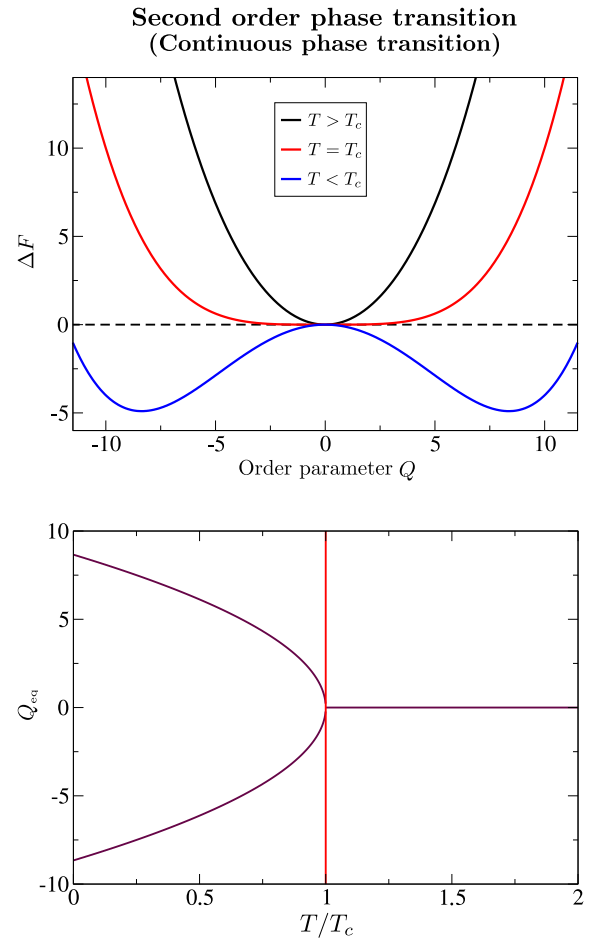 Second order phase transition
(Continuous phase transition)
10
5
0
-5
ΔF
T > T_c
T = T_c
T < T_c
-10 -5 0 5 10
Order parameter Q
10
5
0
-5
-10
Q_eq
0 0.5 1 1.5 2
T/T_c